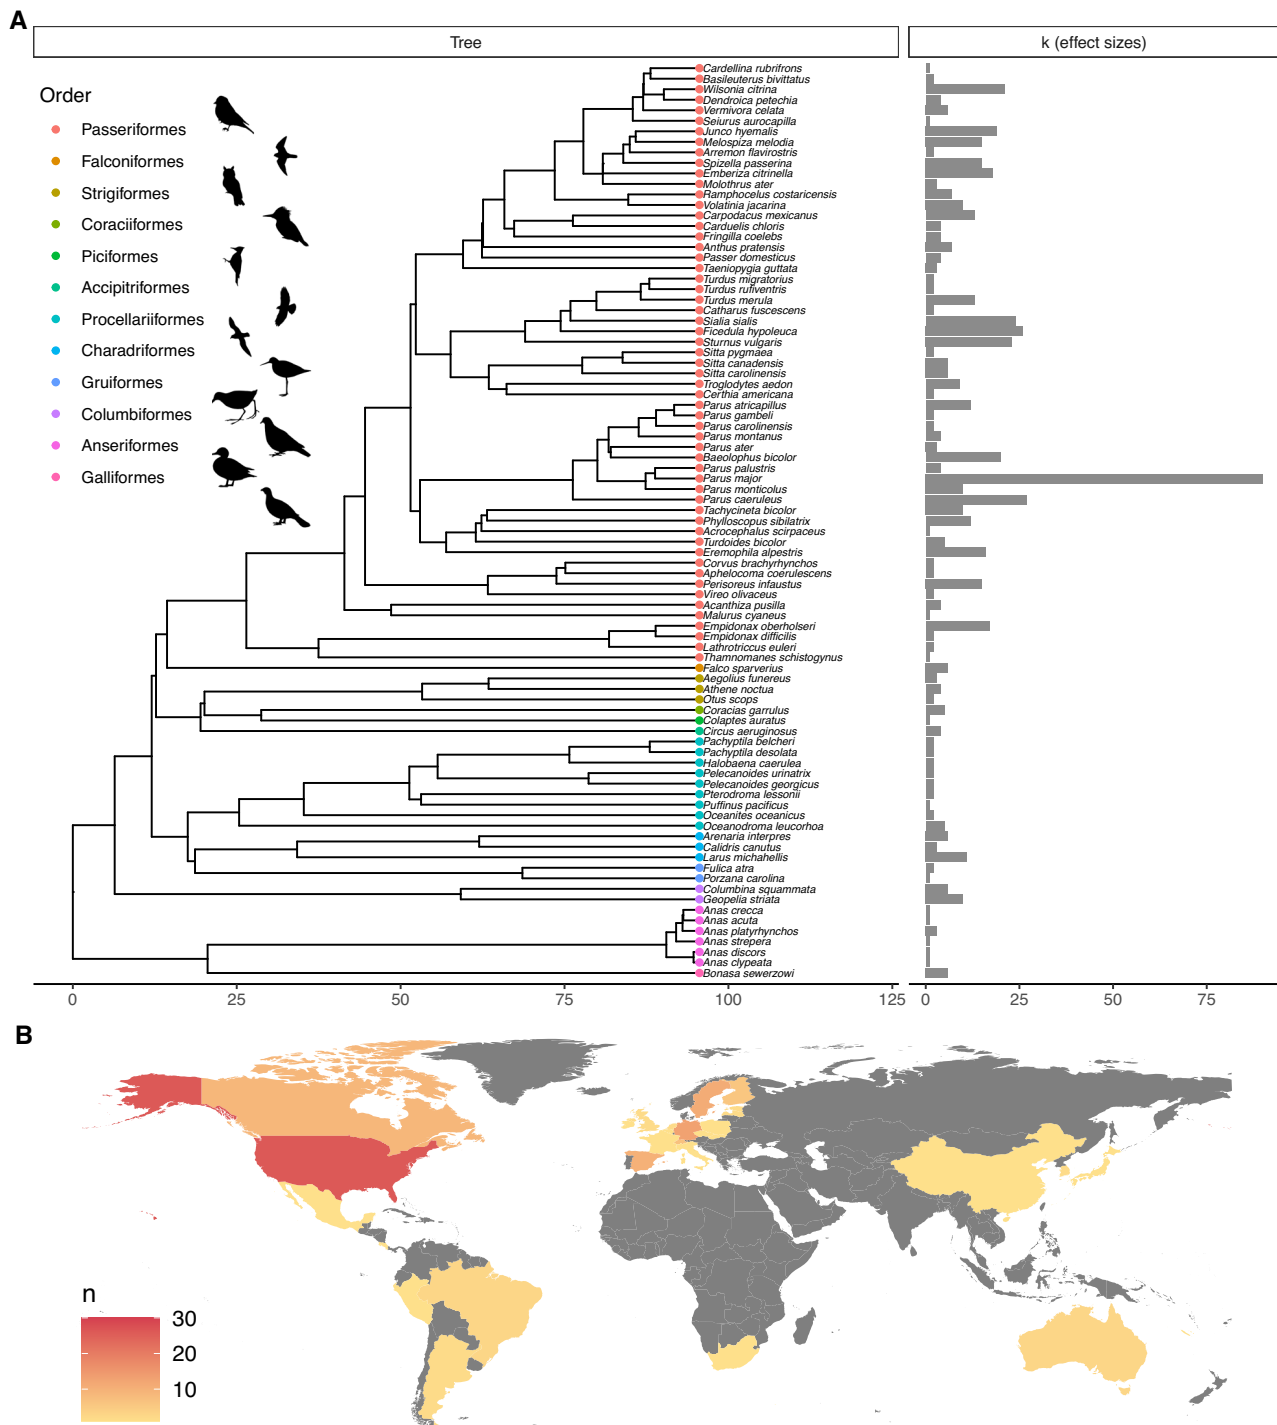 A
Tree
k (effect sizes)
Order
Passeriformes
Falconiformes
Strigiformes
Coraciiformes
Piciformes
Accipitriformes
Procellariiformes
Charadriformes
Gruiformes
Columbiformes
Anseriformes
Galliformes
Cardellina rubrifrons
Basileuterus bivittatus
Wilsonia citrina
Dendroica petechia
Vermivora celata
Seiurus aurocapilla
Junco hyemalis
Melospiza melodia
Arremon flavirostris
Spizella passerina
Emberiza citrinella
Molothrus ater
Ramphocelus costaricensis
Volatinia jacarina
Carpodacus mexicanus
Carduelis chloris
Fringilla coelebs
Anthus pratensis
Passer domesticus
Taeniopygia guttata
Turdus migratorius
Turdus rufiventris
Turdus merula
Catharus fuscescens
Sialia sialis
Ficedula hypoleuca
Sturnus vulgaris
Sitta pygmaea
Sitta canadensis
Sitta carolinensis
Troglodytes aedon
Certhia americana
Parus atricapillus
Parus gambeli
Parus carolinensis
Parus montanus
Parus ater
Baeolophus bicolor
Parus palustris
Parus major
Parus monticolus
Parus caeruleus
Tachycineta bicolor
Phylloscopus sibilatrix
Acrocephalus scirpaceus
Turdoides bicolor
Eremophila alpestris
Corvus brachyrhynchos
Aphelocoma coerulescens
Perisoreus infaustus
Vireo olivaceus
Acanthiza pusilla
Malurus cyaneus
Empidonax oberholseri
Empidonax difficilis
Lathrotriccus euleri
Thamnomanes schistogynus
Falco sparverius
Aegolius funereus
Athene noctua
Otus scops
Coracias garrulus
Colaptes auratus
Circus aeruginosus
Pachyptila belcheri
Pachyptila desolata
Halobaena caerulea
Pelecanoides urinatrix
Pelecanoides georgicus
Pterodroma lessonii
Puffinus pacificus
Oceanites oceanicus
Oceanodroma leucorhoa
Arenaria interpres
Calidris canutus
Larus michahellis
Fulica atra
Porzana carolina
Columbina squammata
Geopelia striata
Anas crecca
Anas acuta
Anas platyrhynchos
Anas strepera
Anas discors
Anas clypeata
Bonasa sewerzowi
0 25 50 75 100 125
0 25 50 75
B
n
30
20
10